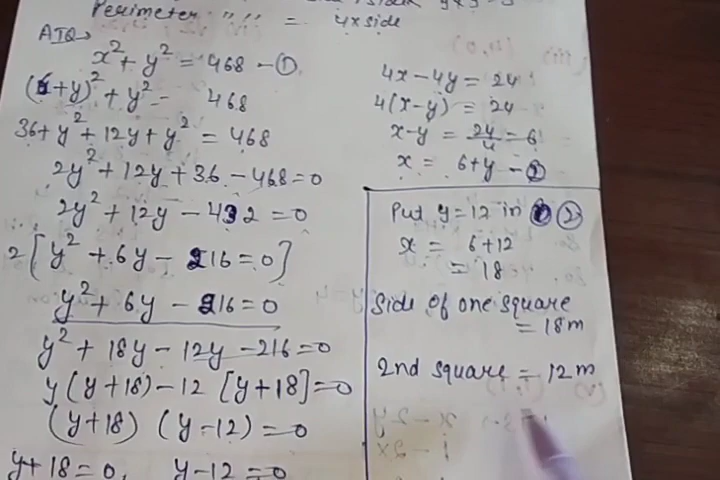 Perimeter " " = 4x side
ATQ→
x² + y² = 468 – ①
(6+y)² + y² = 468
36 + y² + 12y + y² = 468
2y² + 12y + 36 – 468 = 0
2y² + 12y – 432 = 0
2[y² + 6y – 216 = 0]
y² + 6y – 216 = 0
y² + 18y – 12y – 216 = 0
y(y+18) – 12 [y+18] = 0
(y+18) (y–12) = 0
y+18 = 0, y–12 = 0
4x – 4y = 24
4(x–y) = 24
x–y = 24/4 = 6
x = 6+y – ②
Put y = 12 in ②
x = 6+12
= 18
Side of one square
= 18m
2nd square = 12m